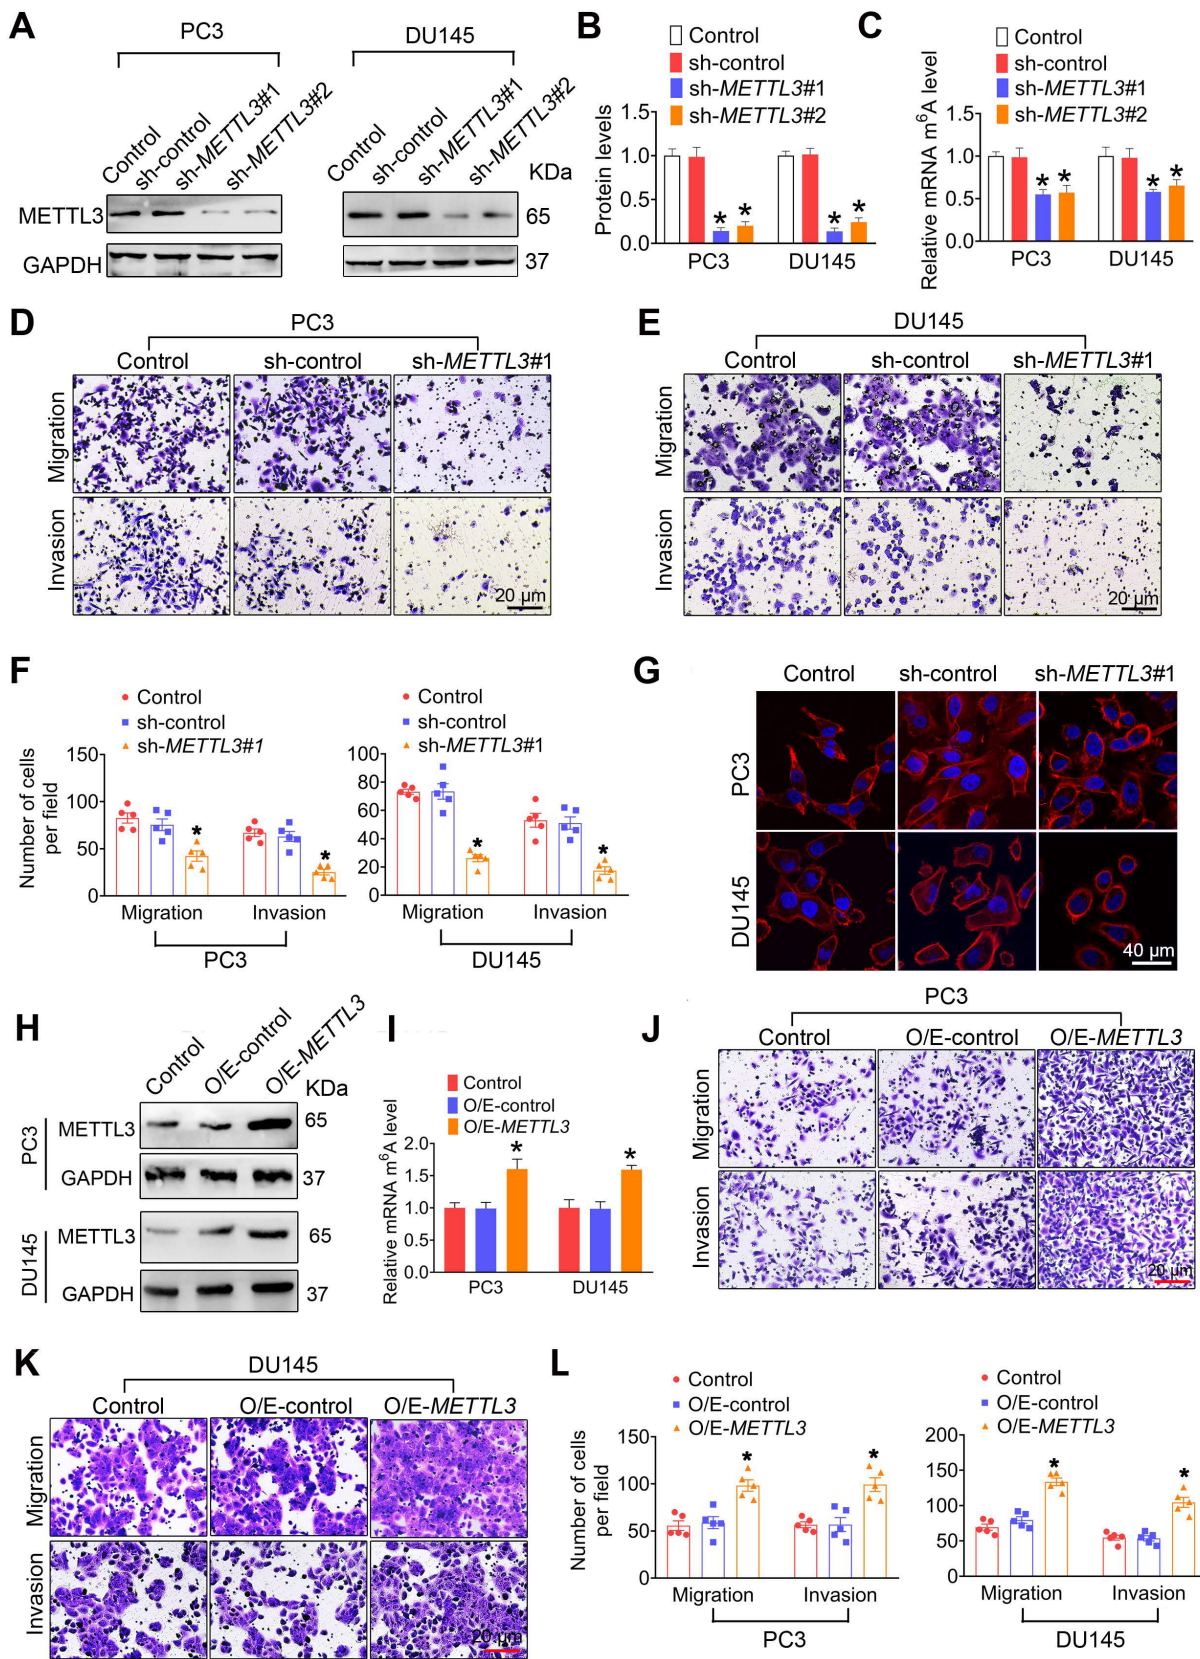 A
PC3
DU145
Control
sh-control
sh-METTL3#1
sh-METTL3#2
Control
sh-control
sh-METTL3#1
sh-METTL3#2
KDa
METTL3
65
GAPDH
37
B
Control
sh-control
sh-METTL3#1
sh-METTL3#2
Protein levels
1.5
1.0
0.5
0.0
* * * *
PC3 DU145
C
Control
sh-control
sh-METTL3#1
sh-METTL3#2
Relative mRNA m⁶A level
1.5
1.0
0.5
0.0
* * * *
PC3 DU145
D
PC3
Control sh-control sh-METTL3#1
Migration
Invasion
20 µm
E
DU145
Control sh-control sh-METTL3#1
Migration
Invasion
20 µm
F
Control
sh-control
sh-METTL3#1
Number of cells
per field
150
100
50
0
* *
Migration Invasion
PC3
Control
sh-control
sh-METTL3#1
100
80
60
40
20
0
* *
Migration Invasion
DU145
G
Control sh-control sh-METTL3#1
PC3
DU145
40 µm
H
Control
O/E-control
O/E-METTL3
KDa
PC3
METTL3 65
GAPDH 37
DU145
METTL3 65
GAPDH 37
I
Control
O/E-control
O/E-METTL3
Relative mRNA m⁶A level
2.0
1.5
1.0
0.5
0.0
* *
PC3 DU145
J
PC3
Control O/E-control O/E-METTL3
Migration
Invasion
20 µm
K
DU145
Control O/E-control O/E-METTL3
Migration
Invasion
20 µm
L
Control
O/E-control
O/E-METTL3
Number of cells
per field
150
100
50
0
* *
Migration Invasion
PC3
Control
O/E-control
O/E-METTL3
200
150
100
50
0
* *
Migration Invasion
DU145